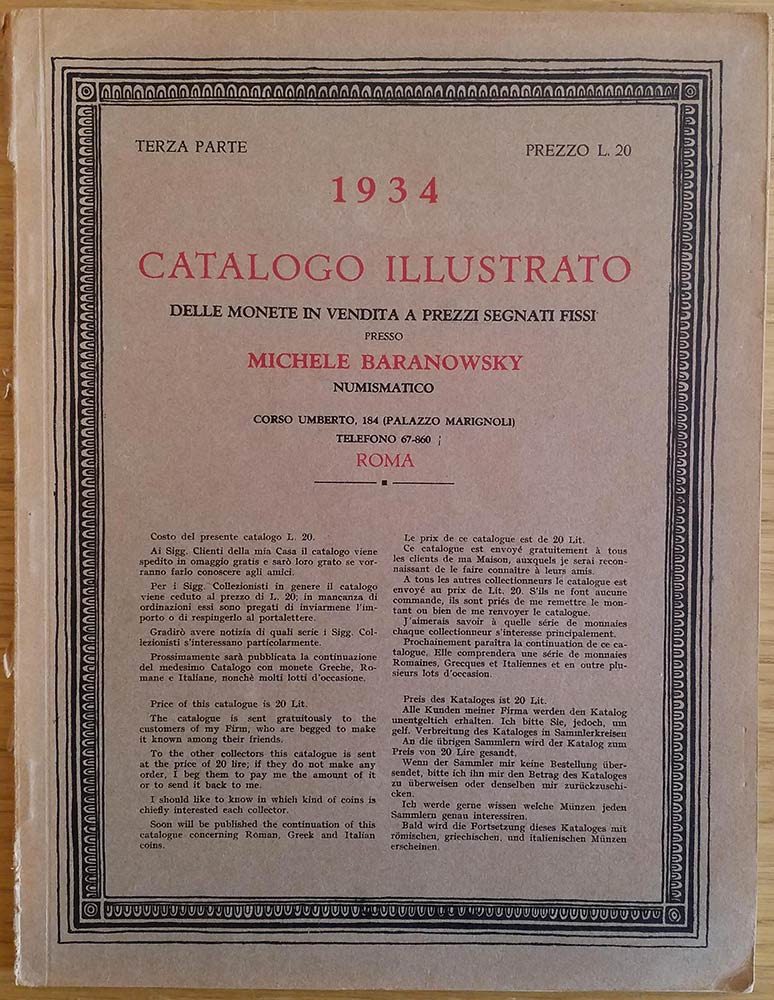 TERZA PARTE
PREZZO L. 20
1934
CATALOGO ILLUSTRATO
DELLE MONETE IN VENDITA A PREZZI SEGNATI FISSI
PRESSO
MICHELE BARANOWSKY
NUMISMATICO
CORSO UMBERTO, 184 (PALAZZO MARIGNOLI)
TELEFONO 67-860
ROMA
Costo del presente catalogo L. 20.
Ai Sigg. Clienti della mia Casa il catalogo viene
spedito in omaggio gratis e sarò loro grato se vor-
ranno farlo conoscere agli amici.
Per i Sigg. Collezionisti in genere il catalogo
viene ceduto al prezzo di L. 20; in mancanza di
ordinazioni essi sono pregati di inviarmene l'im-
porto o di respingerlo al portalettere.
Gradirò avere notizia di quali serie i Sigg. Col-
lezionisti s'interessano particolarmente.
Prossimamente sarà pubblicata la continuazione
del medesimo Catalogo con monete Greche, Ro-
mane e Italiane, nonchè molti lotti d'occasione.
Price of this catalogue is 20 Lit.
The catalogue is sent gratuitously to the
customers of my Firm, who are begged to make
it known among their friends.
To the other collectors this catalogue is sent
at the price of 20 lire; if they do not make any
order, I beg them to pay me the amount of it
or to send it back to me.
I should like to know in which kind of coins is
chiefly interested each collector.
Soon will be published the continuation of this
catalogue concerning Roman, Greek and Italian
coins.
Le prix de ce catalogue est de 20 Lit.
Ce catalogue est envoyé gratuitement à tous
les clients de ma Maison, auxquels je serai recon-
naissant de le faire connaître à leurs amis.
A tous les autres collectionneurs le catalogue est
envoyé au prix de Lit. 20. S'ils ne font aucune
commande, ils sont priés de me remettre le mon-
tant ou bien de me renvoyer le catalogue.
J'aimerais savoir à quelle série de monnaies
chaque collectionneur s'interesse principalement.
Prochainement paraîtra la continuation de ce ca-
talogue. Elle comprendera une série de monnaies
Romaines, Grecques et Italiennes et en outre plu-
sieurs lots d'occasion.
Preis des Kataloges ist 20 Lit.
Alle Kunden meiner Firma werden den Katalog
unentgeltich erhalten. Ich bitte Sie, jedoch, um
gelf. Verbreitung des Kataloges in Sammlerkreisen
An die übrigen Sammlern wird der Katalog zum
Preis von 20 Lire gesandt.
Wenn der Sammler mir keine Bestellung über-
sendet, bitte ich ihn mir den Betrag des Kataloges
zu überweisen oder denselben mir zurückzuschi-
cken.
Ich werde gerne wissen welche Münzen jeden
Sammlern genau interessiren.
Bald wird die Fortsetzung dieses Kataloges mit
römischen, griechischen, und italienischen Münzen
erscheinen.